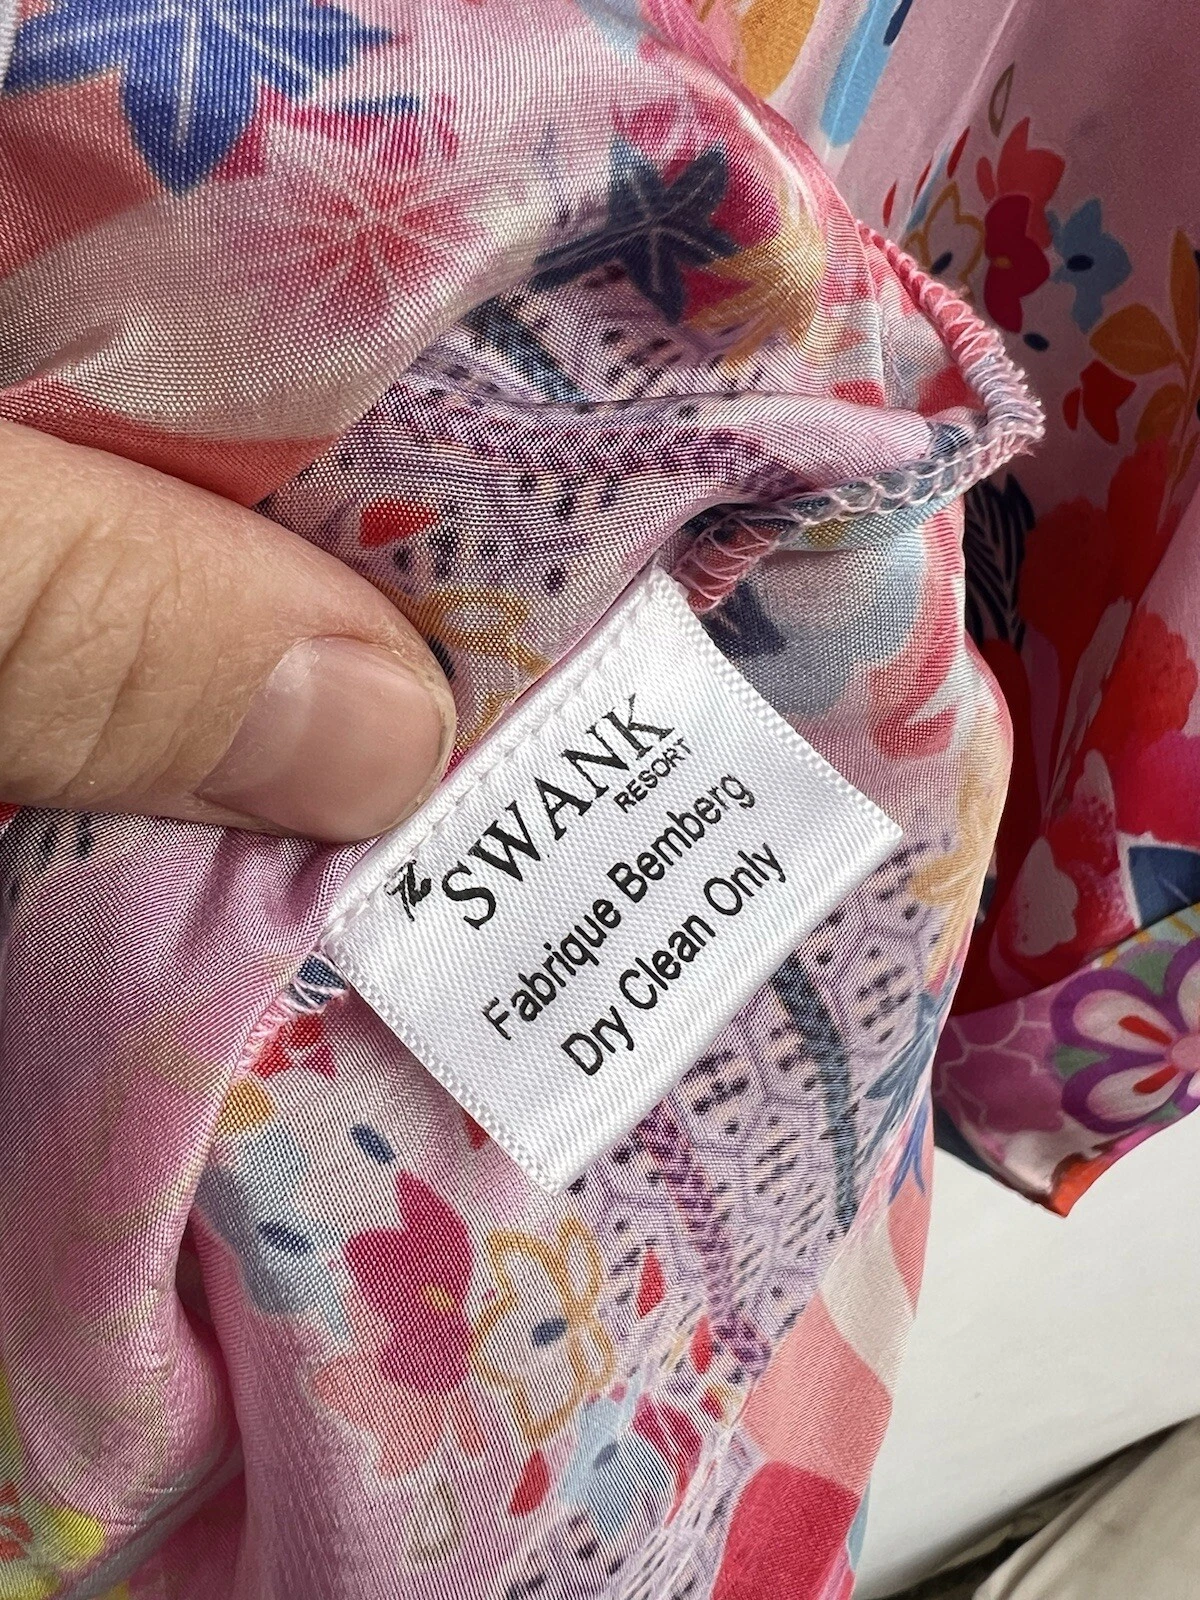 SWANK
RESORT
Fabrique Bemberg
Dry Clean Only